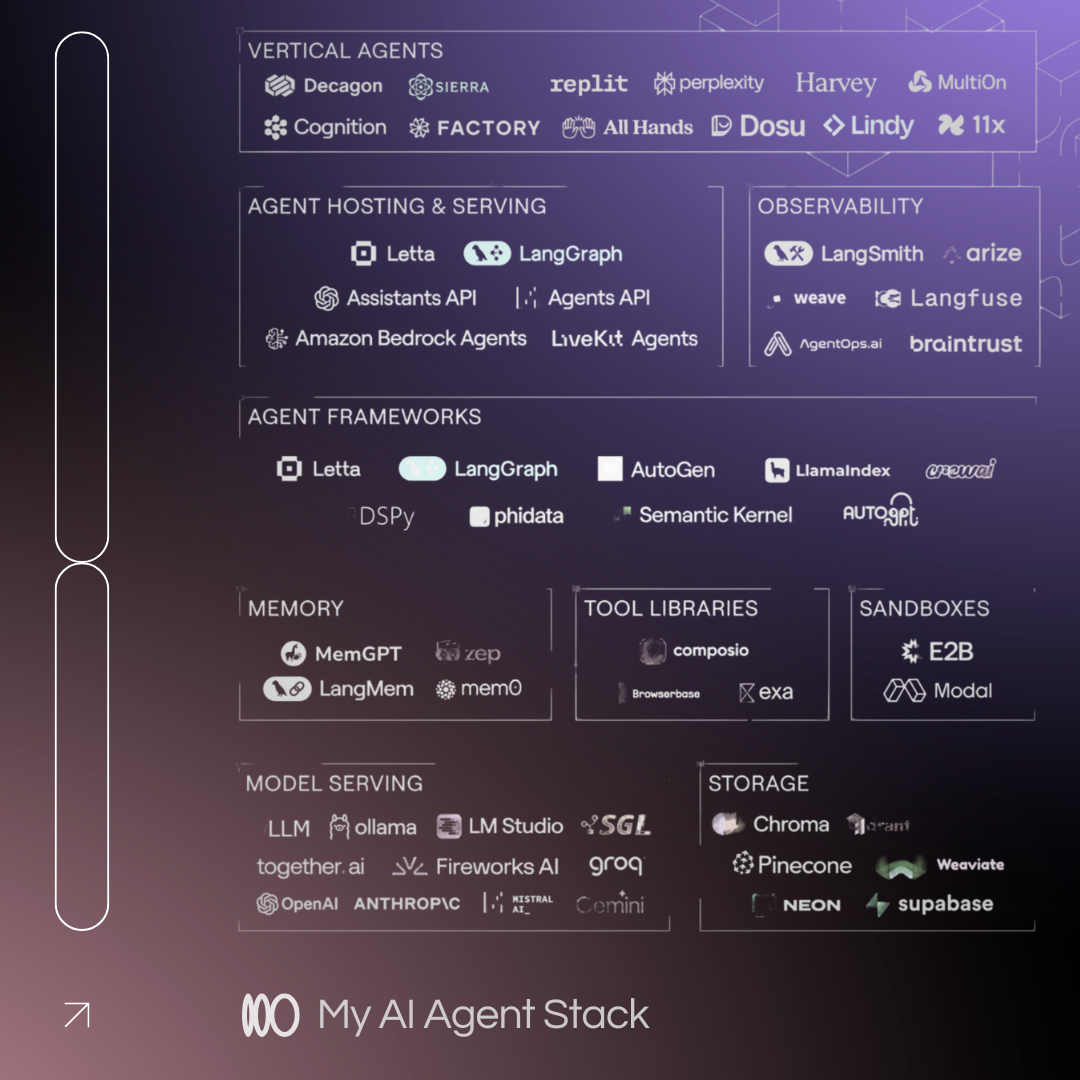 VERTICAL AGENTS
Decagon SIERRA replit perplexity Harvey MultiOn
Cognition FACTORY All Hands Dosu Lindy 11x
AGENT HOSTING & SERVING
Letta LangGraph
Assistants API Agents API
Amazon Bedrock Agents LiveKit Agents
OBSERVABILITY
LangSmith arize
weave Langfuse
AgentOps.ai braintrust
AGENT FRAMEWORKS
Letta LangGraph AutoGen LlamaIndex crewai
DSPy phidata Semantic Kernel AUTOgpt
MEMORY
MemGPT zep
LangMem mem0
TOOL LIBRARIES
composio
Browserbase exa
SANDBOXES
E2B
Modal
MODEL SERVING
LLM ollama LM Studio SGL
together.ai Fireworks AI groq
OpenAI ANTHROP\C MISTRAL AI_ Gemini
STORAGE
Chroma
Pinecone Weaviate
NEON supabase
My AI Agent Stack